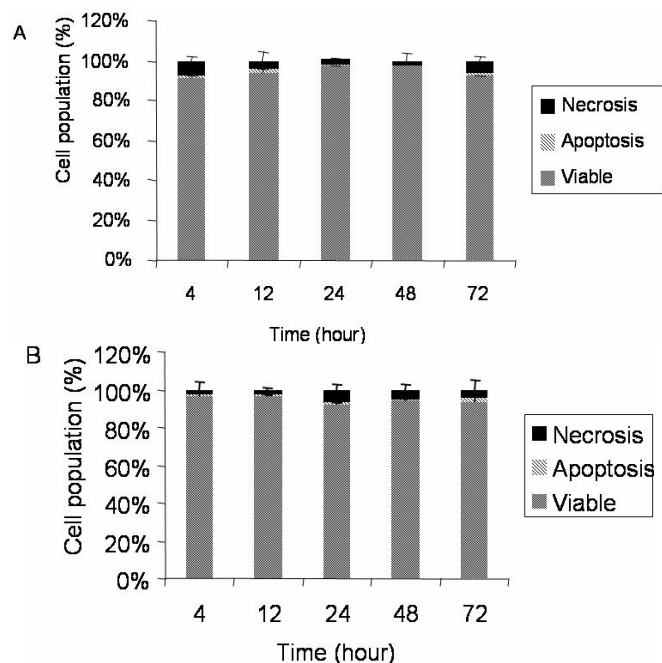 A
Cell population (%)
120%
100%
80%
60%
40%
20%
0%
4 12 24 48 72
Time (hour)
Necrosis
Apoptosis
Viable
B
Cell population (%)
120%
100%
80%
60%
40%
20%
0%
4 12 24 48 72
Time (hour)
Necrosis
Apoptosis
Viable